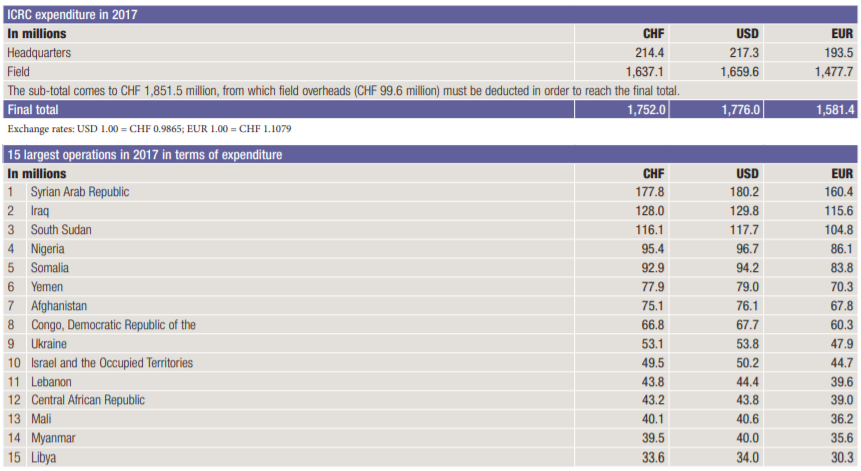 ICRC expenditure in 2017
In millions CHF USD EUR
Headquarters 214.4 217.3 193.5
Field 1,637.1 1,659.6 1,477.7
The sub-total comes to CHF 1,851.5 million, from which field overheads (CHF 99.6 million) must be deducted in order to reach the final total.
Final total 1,752.0 1,776.0 1,581.4
Exchange rates: USD 1.00 = CHF 0.9865; EUR 1.00 = CHF 1.1079
15 largest operations in 2017 in terms of expenditure
In millions CHF USD EUR
1 Syrian Arab Republic 177.8 180.2 160.4
2 Iraq 128.0 129.8 115.6
3 South Sudan 116.1 117.7 104.8
4 Nigeria 95.4 96.7 86.1
5 Somalia 92.9 94.2 83.8
6 Yemen 77.9 79.0 70.3
7 Afghanistan 75.1 76.1 67.8
8 Congo, Democratic Republic of the 66.8 67.7 60.3
9 Ukraine 53.1 53.8 47.9
10 Israel and the Occupied Territories 49.5 50.2 44.7
11 Lebanon 43.8 44.4 39.6
12 Central African Republic 43.2 43.8 39.0
13 Mali 40.1 40.6 36.2
14 Myanmar 39.5 40.0 35.6
15 Libya 33.6 34.0 30.3